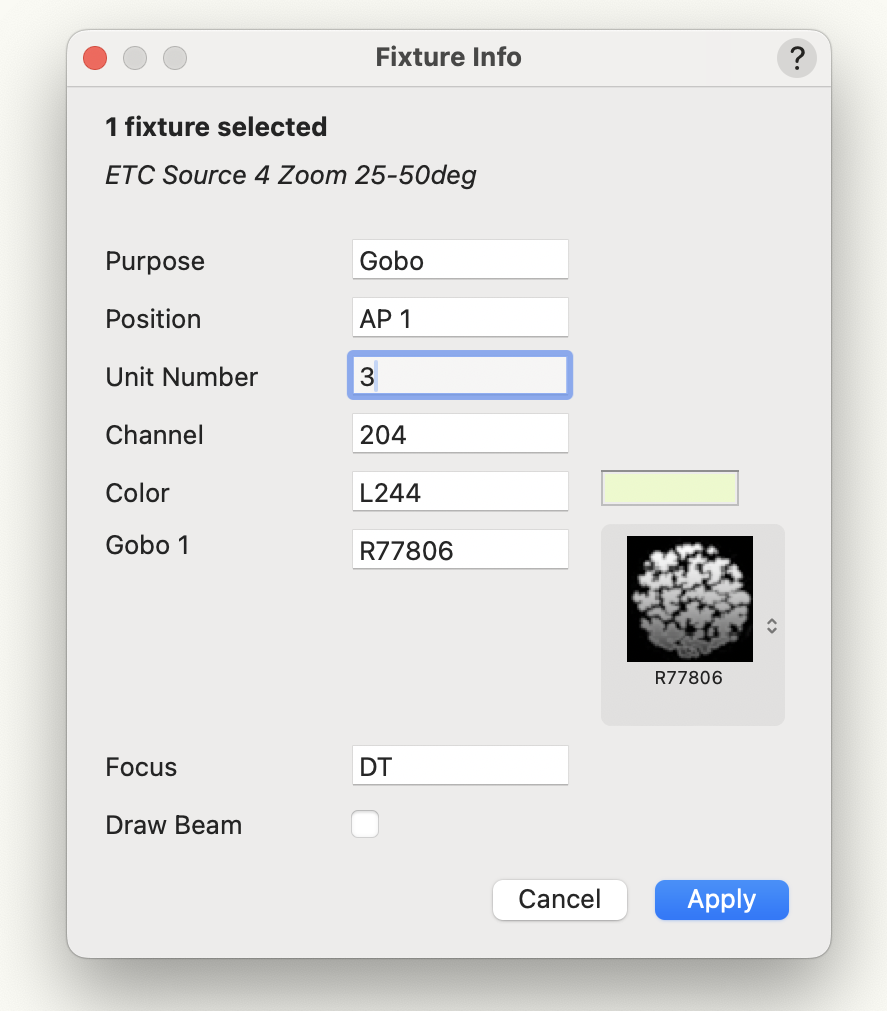 Fixture Info
?
1 fixture selected
ETC Source 4 Zoom 25-50deg
Purpose Gobo
Position AP 1
Unit Number 3
Channel 204
Color L244
Gobo 1 R77806
R77806
Focus DT
Draw Beam
Cancel Apply